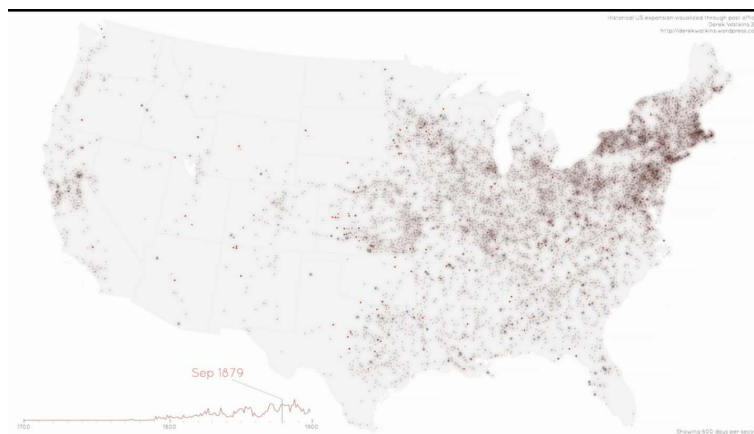 Historical US expansion visualized through post offic
Derek Watkins 2
http://derekwatkins.wordpress.co
Sep 1879
1700
1800
1900
Showing 600 days per secon